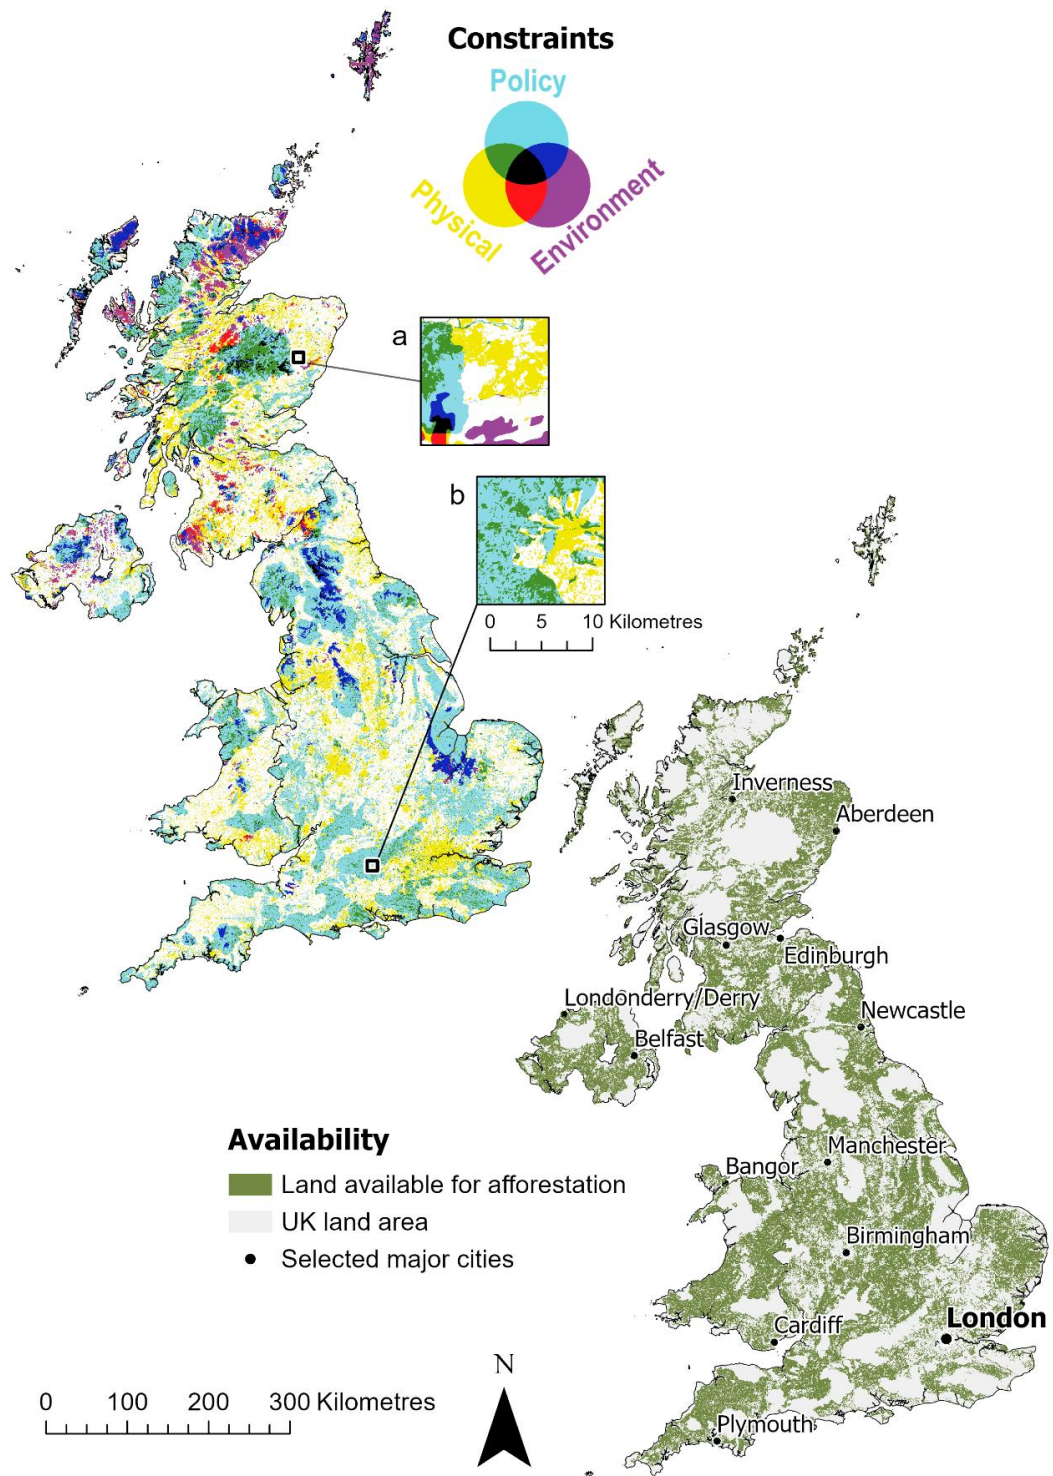 Constraints
Policy
Physical
Environment
a
b
0 5 10 Kilometres
Inverness
Aberdeen
Glasgow
Edinburgh
Londonderry/Derry
Newcastle
Belfast
Availability
Manchester
Bangor
Land available for afforestation
UK land area
Birmingham
Selected major cities
London
Cardiff
N
0 100 200 300 Kilometres
Plymouth